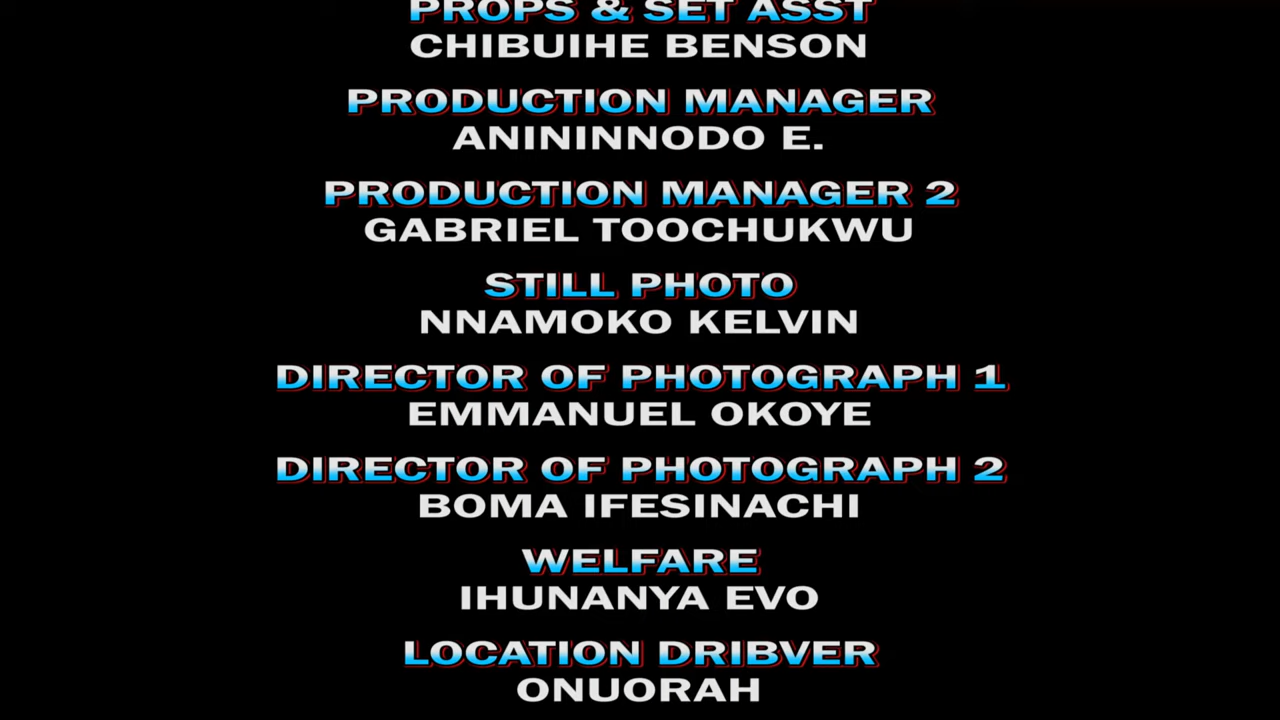 PROPS & SET ASST
CHIBUIHE BENSON
PRODUCTION MANAGER
ANININNODO E.
PRODUCTION MANAGER 2
GABRIEL TOOCHUKWU
STILL PHOTO
NNAMOKO KELVIN
DIRECTOR OF PHOTOGRAPH 1
EMMANUEL OKOYE
DIRECTOR OF PHOTOGRAPH 2
BOMA IFESINACHI
WELFARE
IHUNANYA EVO
LOCATION DRIBVER
ONUORAH